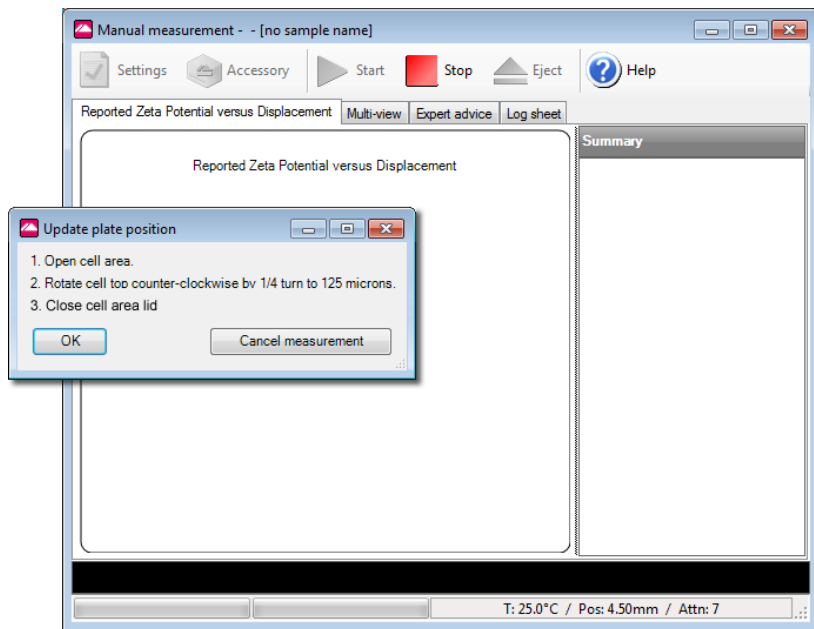 Manual measurement - - [no sample name]
Settings Accessory Start Stop Eject Help
Reported Zeta Potential versus Displacement Multi-view Expert advice Log sheet
Reported Zeta Potential versus Displacement
Summary
Update plate position
1. Open cell area.
2. Rotate cell top counter-clockwise by 1/4 turn to 125 microns.
3. Close cell area lid
OK Cancel measurement
T: 25.0°C / Pos: 4.50mm / Attn: 7